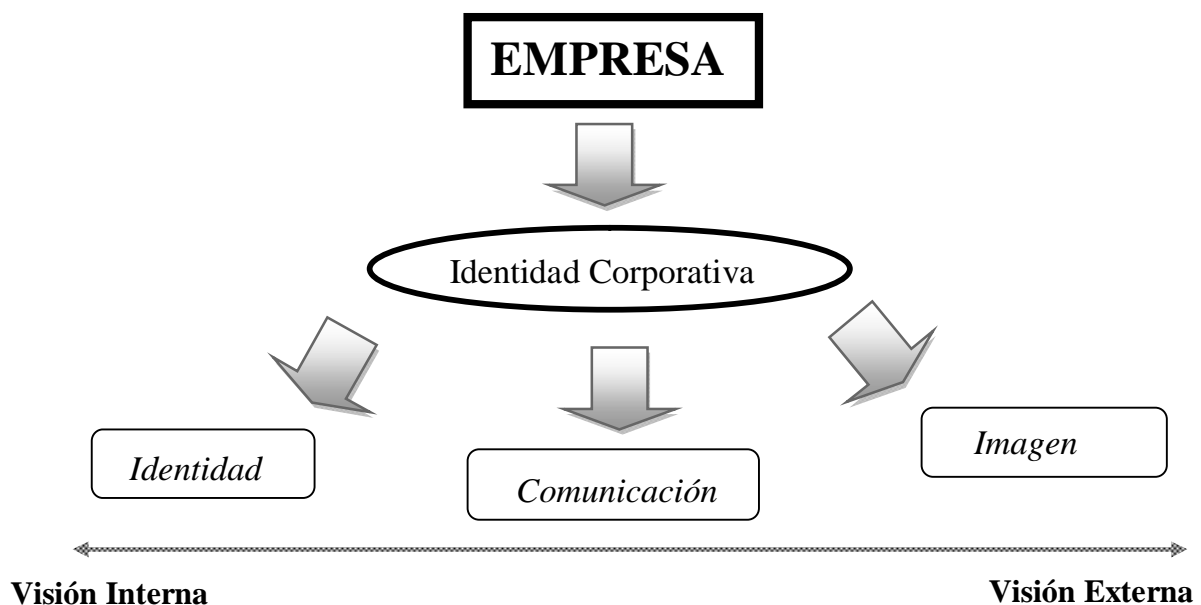 EMPRESA
Identidad Corporativa
Identidad
Comunicación
Imagen
Visión Interna
Visión Externa